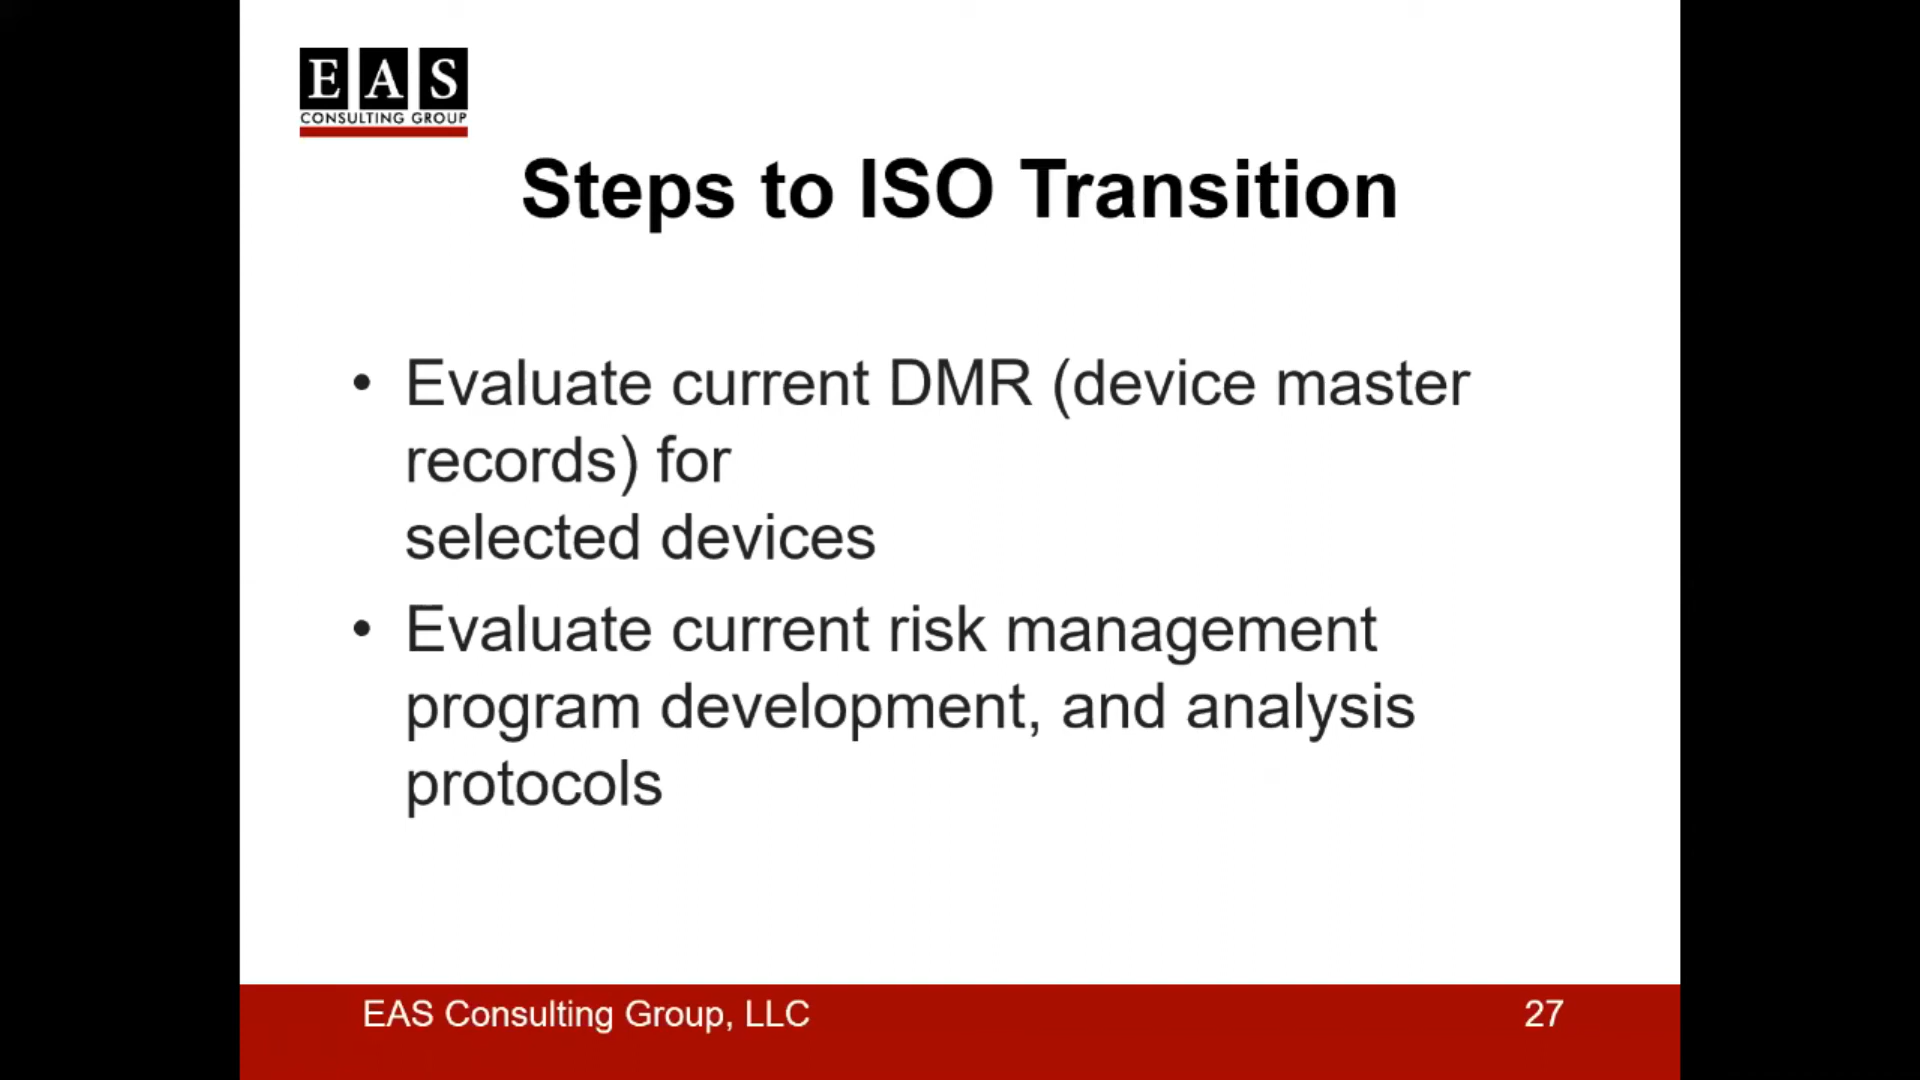 EAS
CONSULTING GROUP
Steps to ISO Transition
• Evaluate current DMR (device master
records) for
selected devices
• Evaluate current risk management
program development, and analysis
protocols
EAS Consulting Group, LLC
27